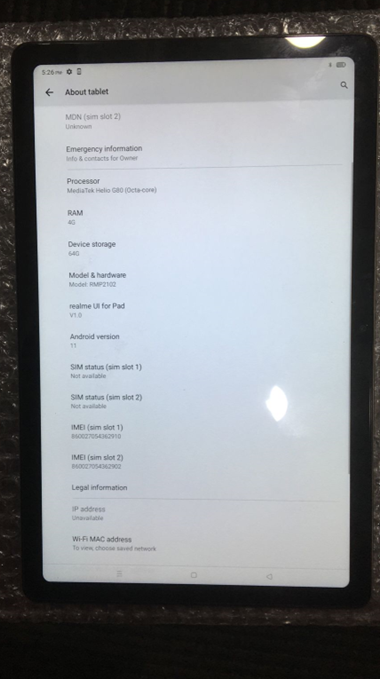 5:26 PM
About tablet
MDN (sim slot 2)
Unknown
Emergency information
Info & contacts for Owner
Processor
MediaTek Helio G80 (Octa-core)
RAM
4G
Device storage
64G
Model & hardware
Model: RMP2102
realme UI for Pad
V1.0
Android version
11
SIM status (sim slot 1)
Not available
SIM status (sim slot 2)
Not available
IMEI (sim slot 1)
860027054362910
IMEI (sim slot 2)
860027054362902
Legal information
IP address
Unavailable
Wi-Fi MAC address
To view, choose saved network